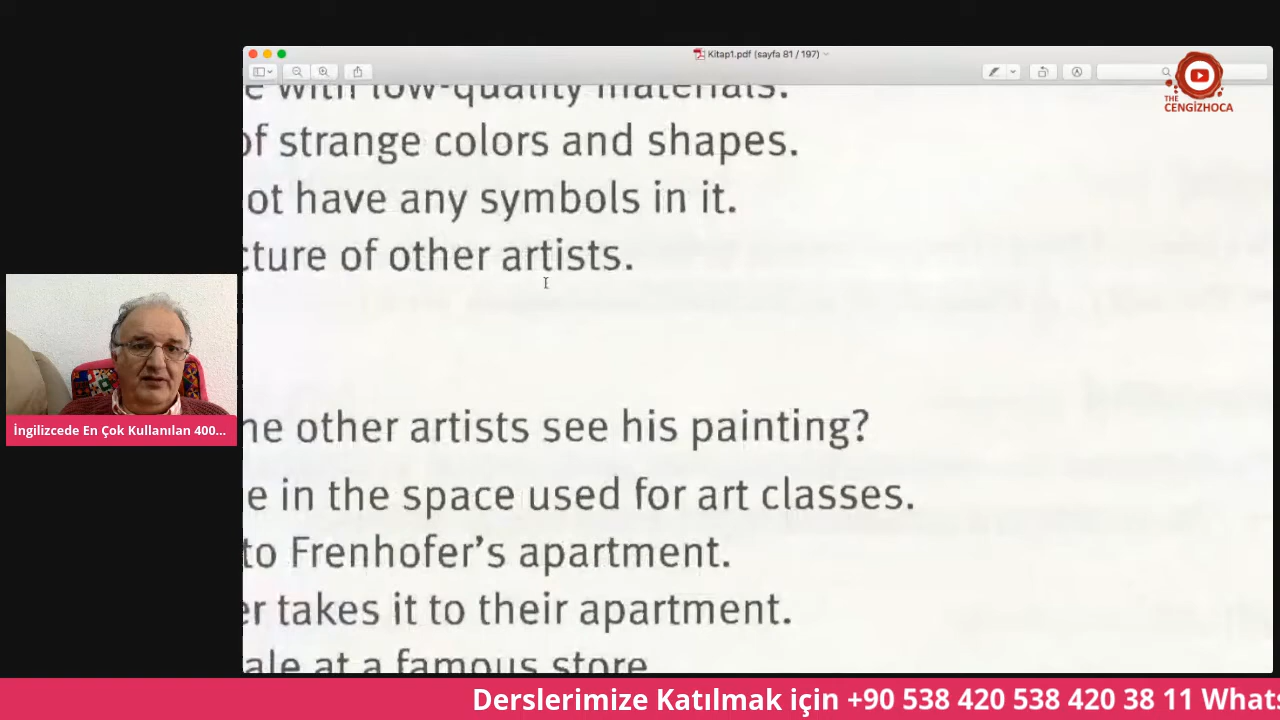 Kitap1.pdf (sayfa 81 / 197)
THE
CENGİZHOCA
e with low-quality materials.
of strange colors and shapes.
ot have any symbols in it.
cture of other artists.
he other artists see his painting?
e in the space used for art classes.
to Frenhofer's apartment.
er takes it to their apartment.
ale at a famous store
İngilizcede En Çok Kullanılan 400...
Derslerimize Katılmak için +90 538 420 538 420 38 11 Whats